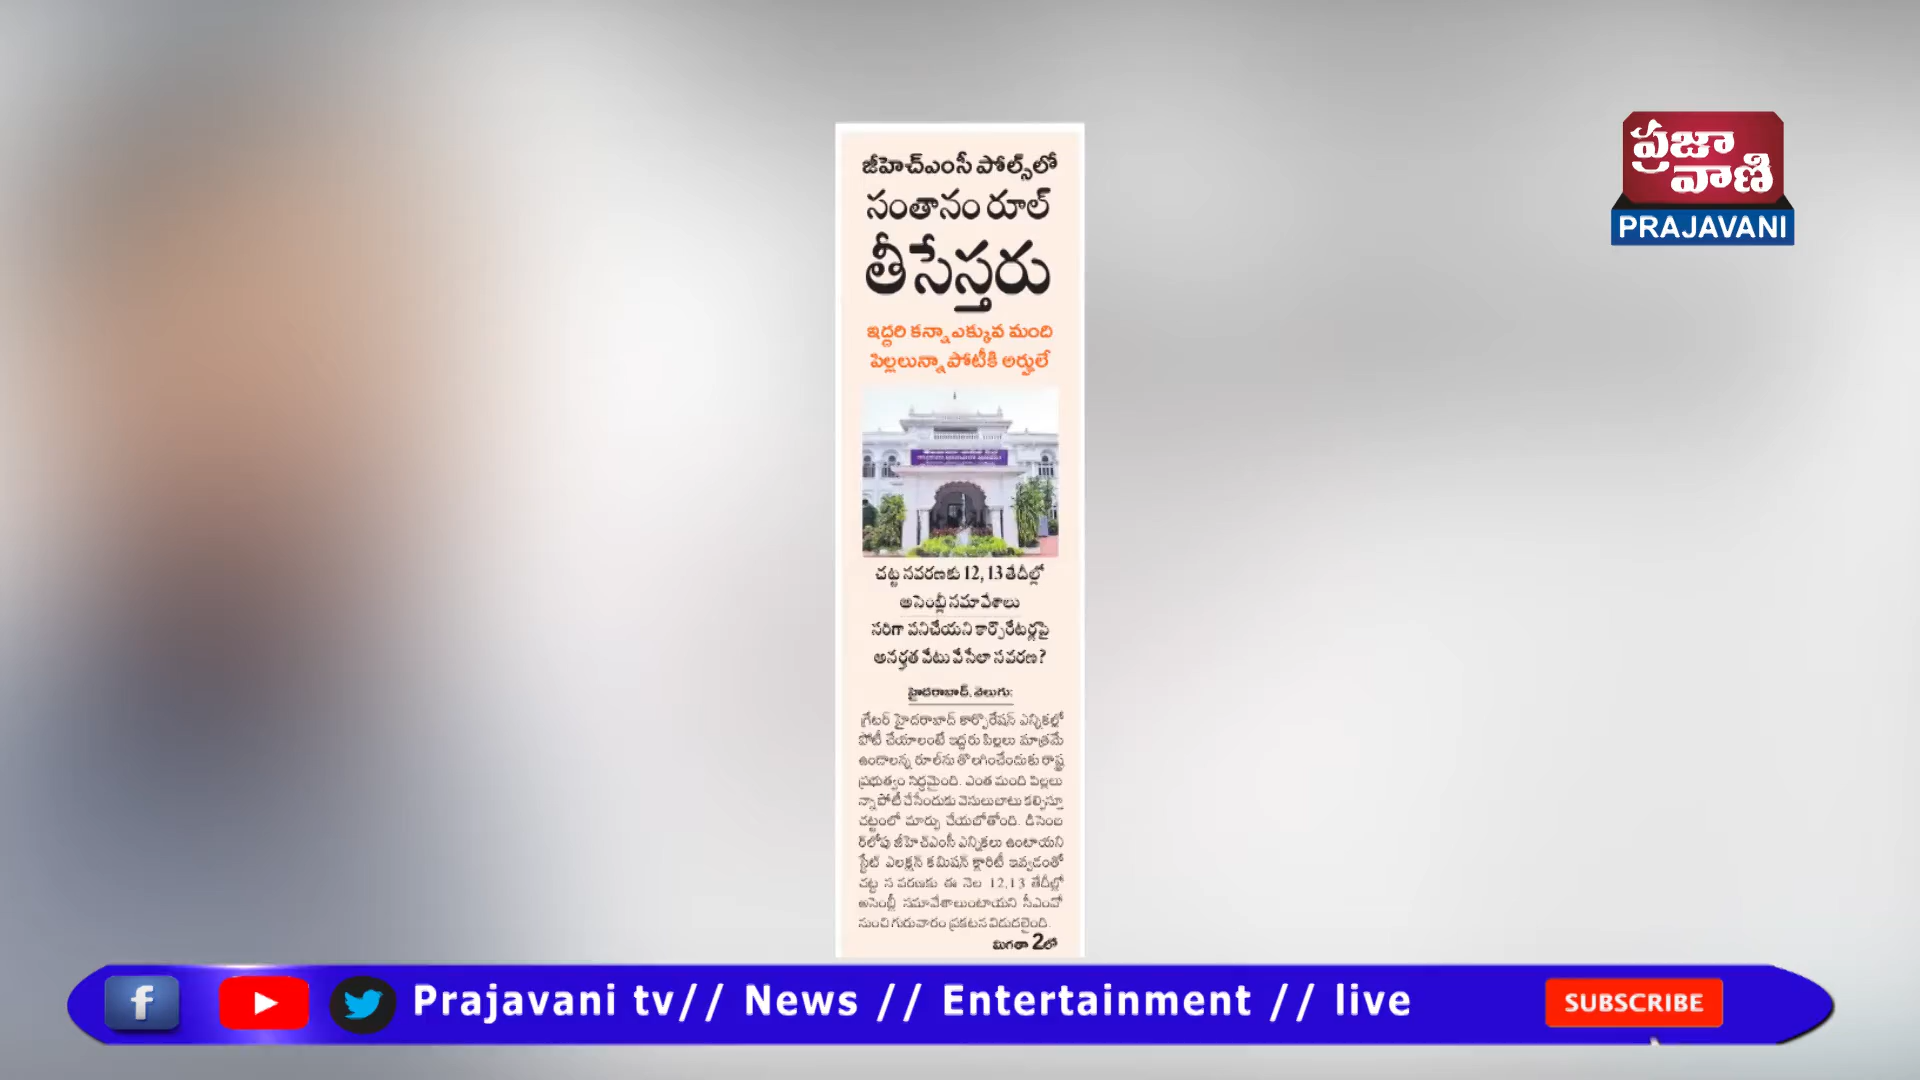 ప్రజా
వాణి
PRAJAVANI
జీహెచ్ఎంసీ పోల్స్‌లో
సంతానం రూల్
తీసేస్తరు
ఇద్దరి కన్నా ఎక్కువ మంది
పిల్లలున్నా పోటీకి అర్హులే
చట్ట సవరణకు 12, 13 తేదీల్లో
అసెంబ్లీ సమావేశాలు
సరిగా పనిచేయని కార్పొరేటర్లపై
అనర్హత వేటు వేసేలా సవరణ?
హైదరాబాద్, వెలుగు:
గ్రేటర్ హైదరాబాద్ కార్పొరేషన్ ఎన్నికల్లో
పోటీ చేయాలంటే ఇద్దరు పిల్లలు మాత్రమే
ఉండాలన్న రూల్‌ను తొలగించేందుకు రాష్ట్ర
ప్రభుత్వం సిద్ధమైంది. ఎంత మంది పిల్లలు
న్నా పోటీ చేసేందుకు వెసులుబాటు కల్పిస్తూ
చట్టంలో మార్పు చేయబోతోంది. డిసెంబ
ర్‌లోపు జీహెచ్ఎంసీ ఎన్నికలు ఉంటాయని
స్టేట్ ఎలక్షన్ కమిషన్ క్లారిటీ ఇవ్వడంతో
చట్ట సవరణకు ఈ నెల 12,13 తేదీల్లో
అసెంబ్లీ సమావేశాలుంటాయని సీఎంవో
నుంచి గురువారం ప్రకటన విడుదలైంది.
మిగతా 2లో
Prajavani tv// News // Entertainment // live
SUBSCRIBE